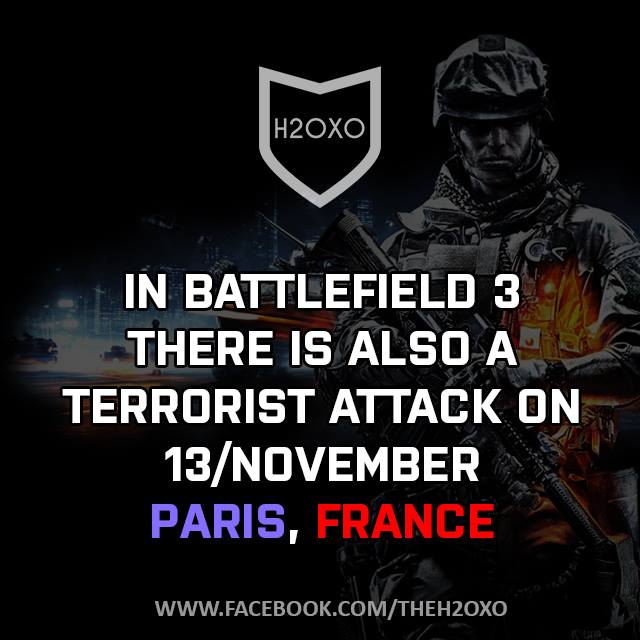 H2OXO
IN BATTLEFIELD 3
THERE IS ALSO A
TERRORIST ATTACK ON
13/NOVEMBER
PARIS, FRANCE
WWW.FACEBOOK.COM/THEH2OXO